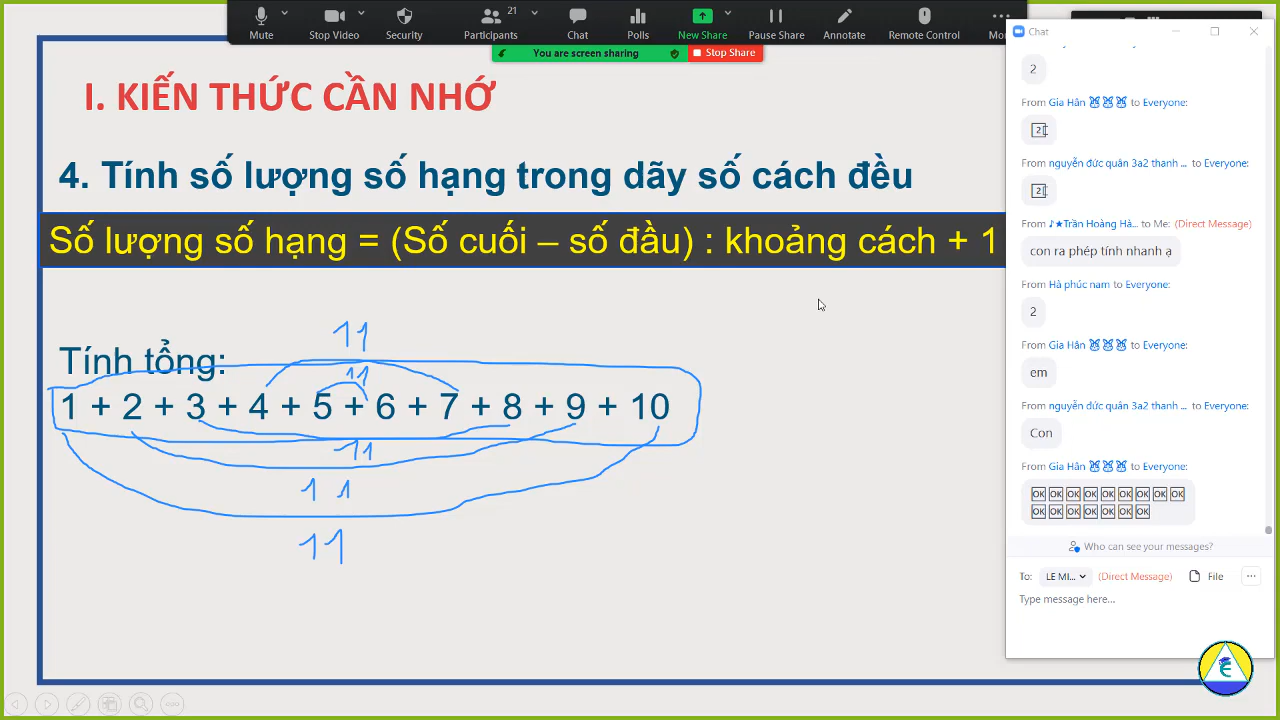 Mute
Stop Video
Security
Participants
21
Chat
Polls
New Share
Pause Share
Annotate
Remote Control
You are screen sharing
Stop Share
I. KIẾN THỨC CẦN NHỚ
4. Tính số lượng số hạng trong dãy số cách đều
Số lượng số hạng = (Số cuối – số đầu) : khoảng cách + 1
11
Tính tổng:
11
1 + 2 + 3 + 4 + 5 + 6 + 7 + 8 + 9 + 10
11
11
11
Chat
2
From Gia Hân to Everyone:
2
From nguyễn đức quân 3a2 thanh ... to Everyone:
2
From ♪★Trần Hoàng Hà... to Me: (Direct Message)
con ra phép tính nhanh ạ
From Hà phúc nam to Everyone:
2
From Gia Hân to Everyone:
em
From nguyễn đức quân 3a2 thanh ... to Everyone:
Con
From Gia Hân to Everyone:
OK OK OK OK OK OK OK OK OK
OK OK OK OK OK OK OK
Who can see your messages?
To: LE MI... (Direct Message) File
Type message here...